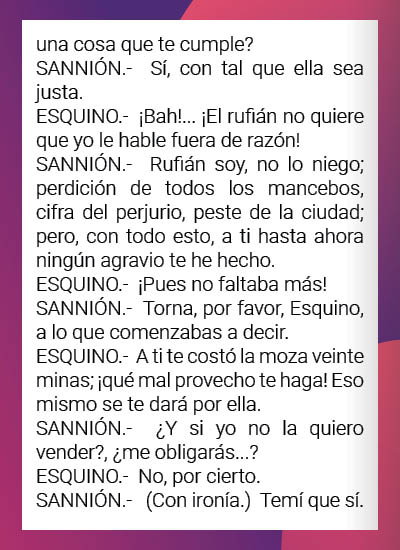 una cosa que te cumple?
SANNIÓN.- Sí, con tal que ella sea
justa.
ESQUINO.- ¡Bah!... ¡El rufián no quiere
que yo le hable fuera de razón!
SANNIÓN.- Rufián soy, no lo niego;
perdición de todos los mancebos,
cifra del perjurio, peste de la ciudad;
pero, con todo esto, a ti hasta ahora
ningún agravio te he hecho.
ESQUINO.- ¡Pues no faltaba más!
SANNIÓN.- Torna, por favor, Esquino,
a lo que comenzabas a decir.
ESQUINO.- A ti te costó la moza veinte
minas; ¡qué mal provecho te haga! Eso
mismo se te dará por ella.
SANNIÓN.- ¿Y si yo no la quiero
vender?, ¿me obligarás...?
ESQUINO.- No, por cierto.
SANNIÓN.- (Con ironía.) Temí que sí.